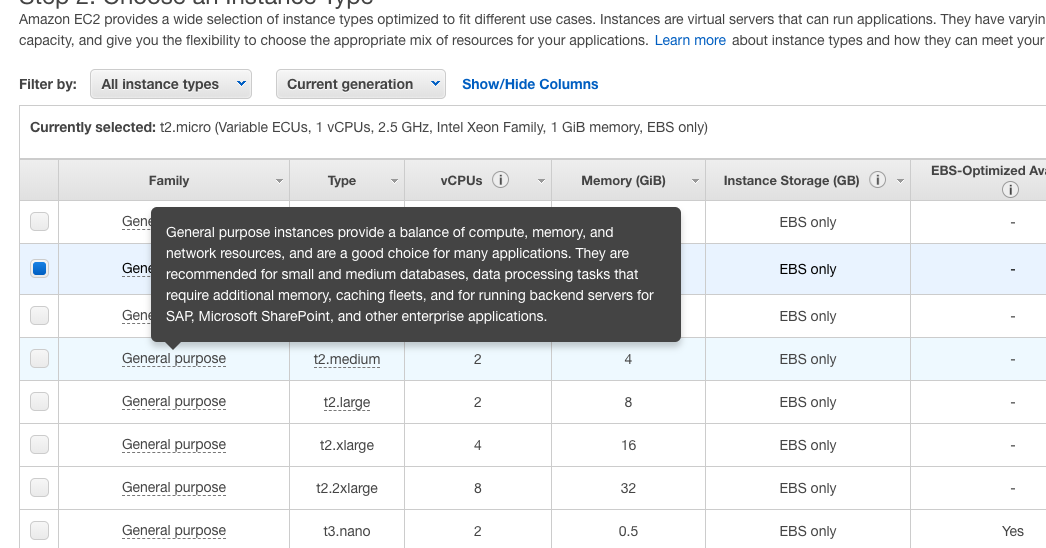 Step 2: Choose an Instance Type
Amazon EC2 provides a wide selection of instance types optimized to fit different use cases. Instances are virtual servers that can run applications. They have varyin
capacity, and give you the flexibility to choose the appropriate mix of resources for your applications. Learn more about instance types and how they can meet your
Filter by: All instance types Current generation Show/Hide Columns
Currently selected: t2.micro (Variable ECUs, 1 vCPUs, 2.5 GHz, Intel Xeon Family, 1 GiB memory, EBS only)
Family Type vCPUs i Memory (GiB) Instance Storage (GB) i EBS-Optimized Ava
i
Gene EBS only -
Gene EBS only -
Gene EBS only -
General purpose instances provide a balance of compute, memory, and
network resources, and are a good choice for many applications. They are
recommended for small and medium databases, data processing tasks that
require additional memory, caching fleets, and for running backend servers for
SAP, Microsoft SharePoint, and other enterprise applications.
General purpose t2.medium 2 4 EBS only -
General purpose t2.large 2 8 EBS only -
General purpose t2.xlarge 4 16 EBS only -
General purpose t2.2xlarge 8 32 EBS only -
General purpose t3.nano 2 0.5 EBS only Yes